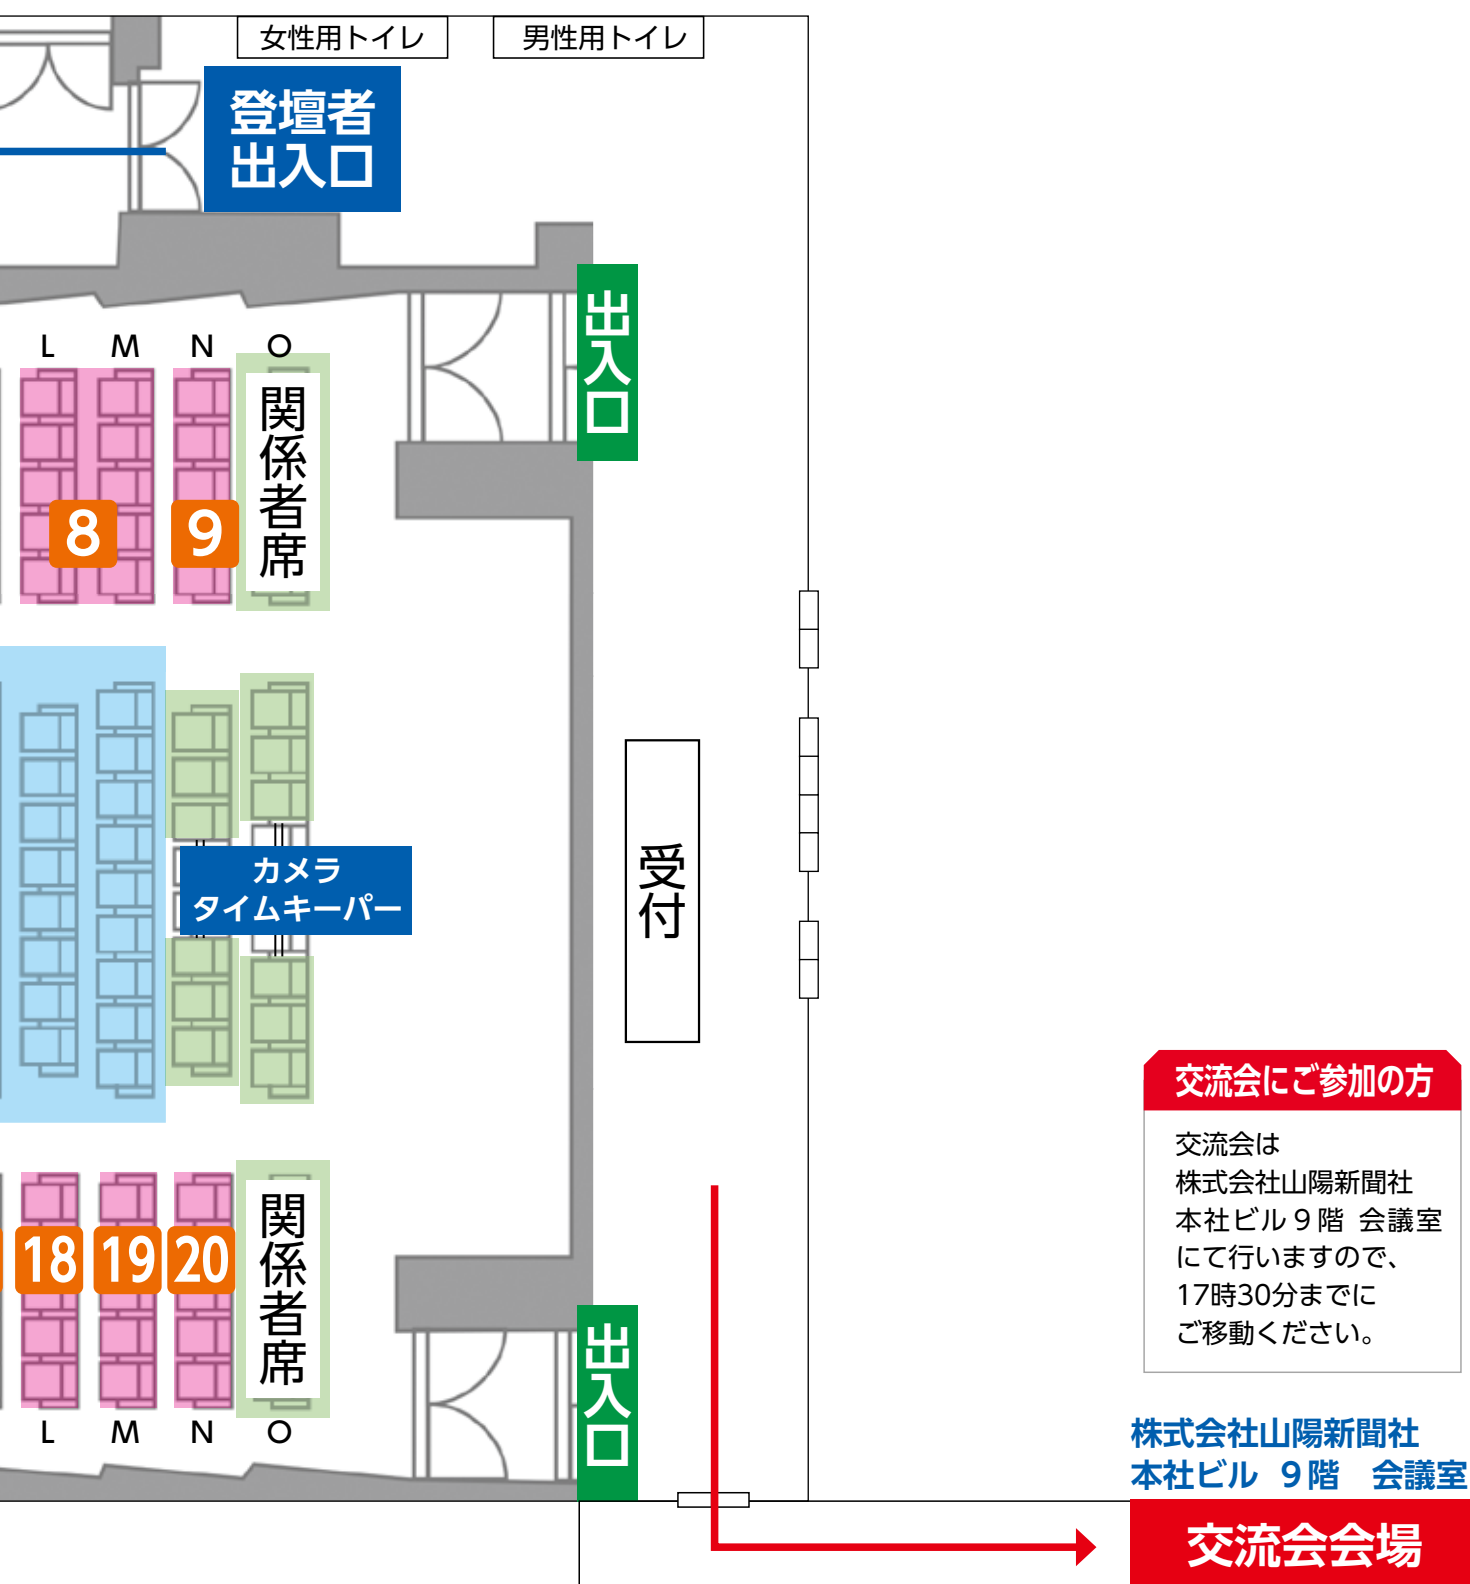 女性用トイレ
男性用トイレ
登壇者
出入口
出入口
L M N O
関係者席
8
9
カメラ
タイムキーパー
受付
18
19
20
関係者席
L M N O
出入口
交流会にご参加の方
交流会は
株式会社山陽新聞社
本社ビル９階 会議室
にて行いますので、
17時30分までに
ご移動ください。
株式会社山陽新聞社
本社ビル ９階 会議室
交流会会場